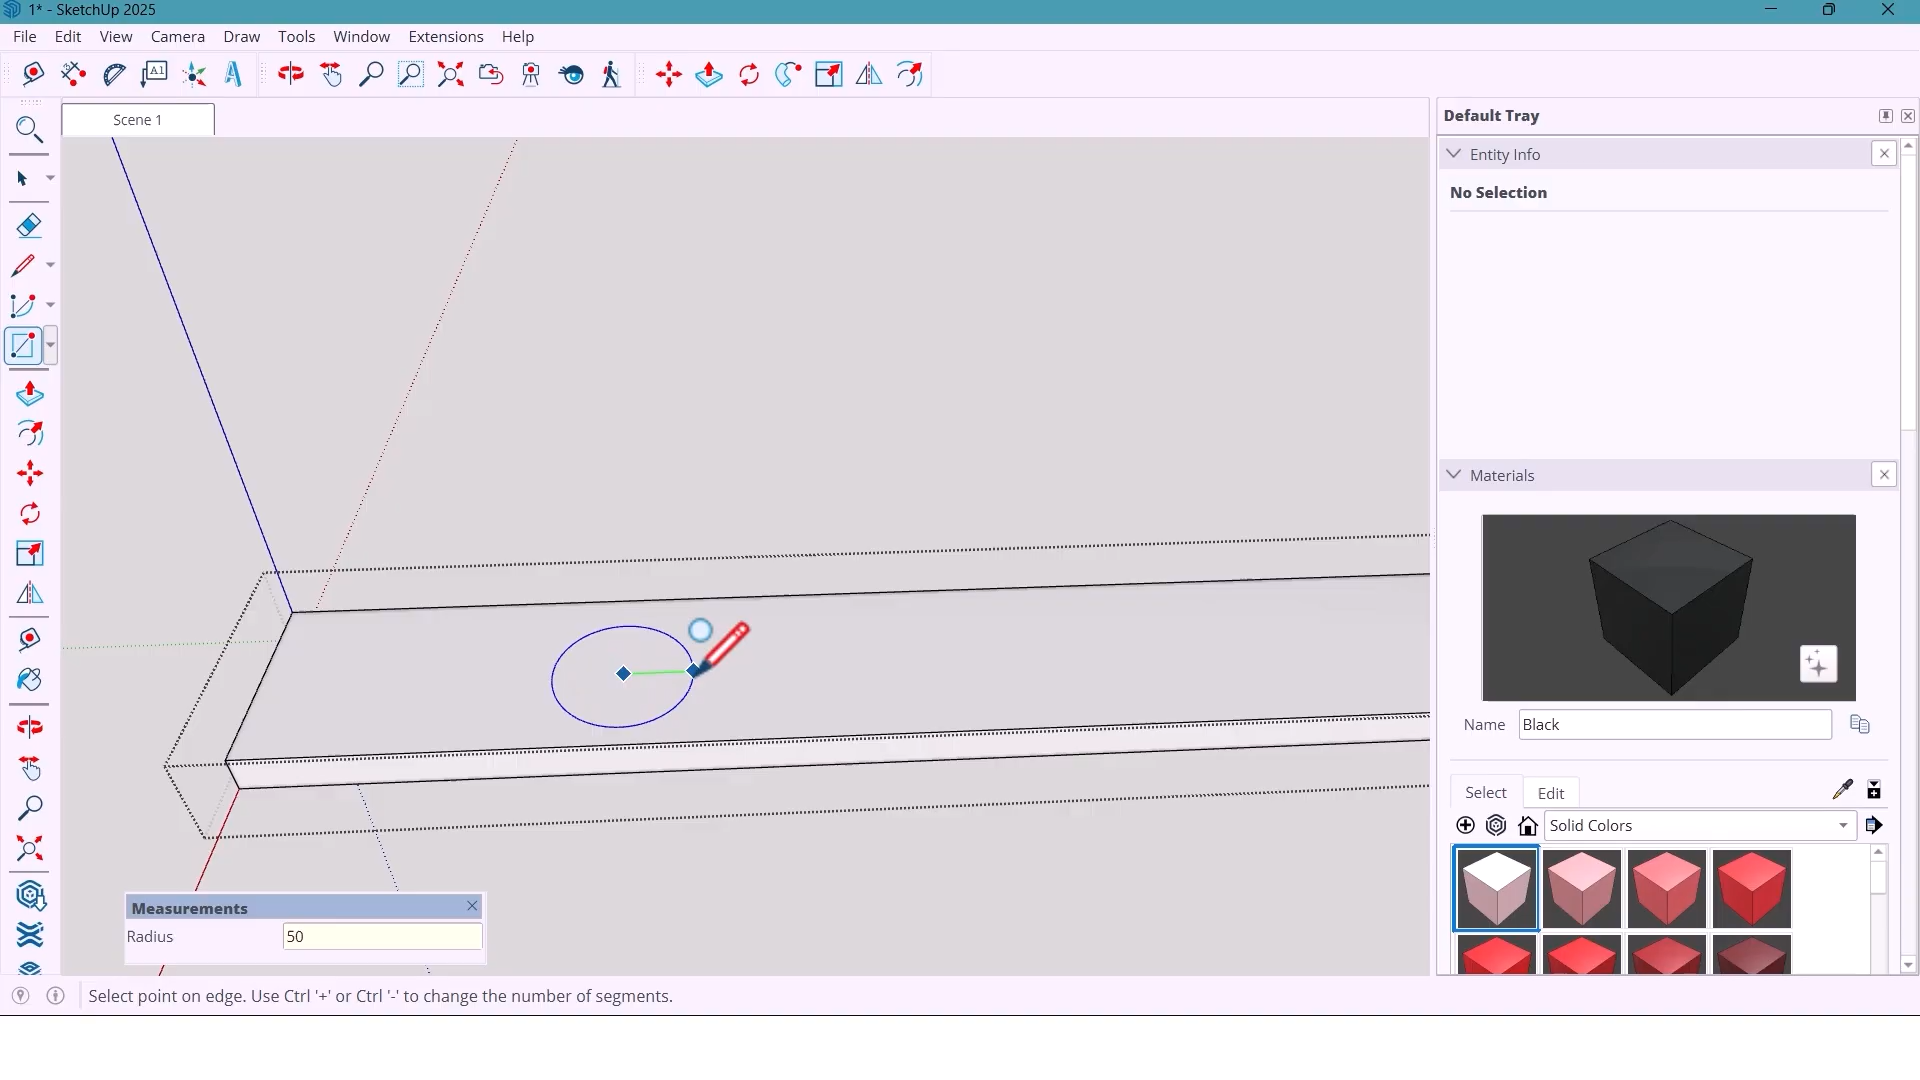 1* - SketchUp 2025
File Edit View Camera Draw Tools Window Extensions Help
A1
Scene 1
Default Tray
Entity Info
No Selection
Materials
Name Black
Select Edit
Solid Colors
Measurements
Radius 50
Select point on edge. Use Ctrl '+' or Ctrl '-' to change the number of segments.